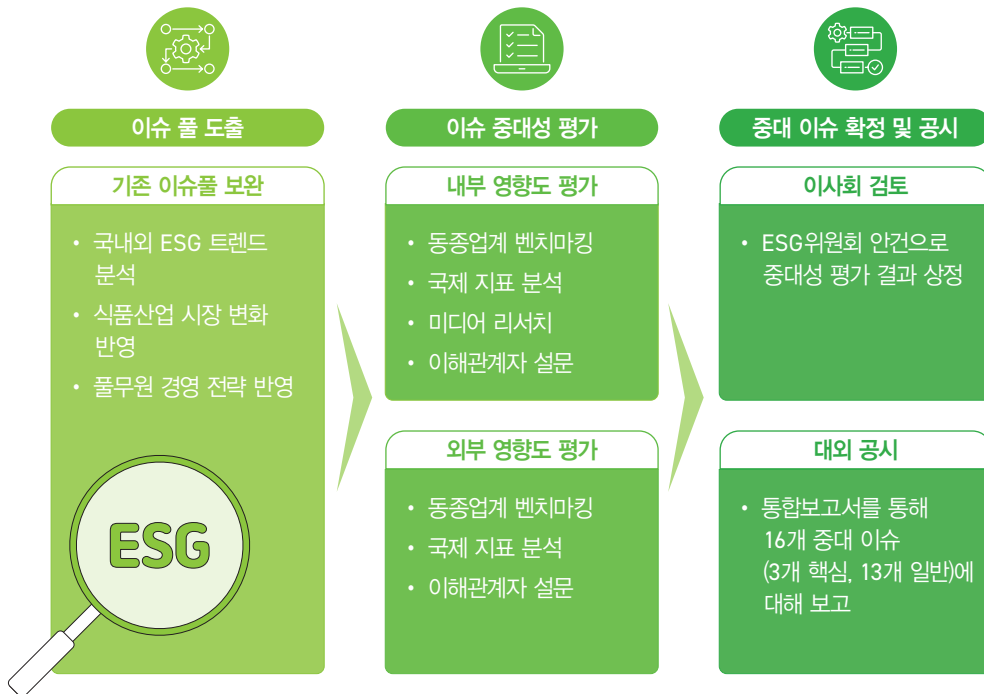 이슈 풀 도출
기존 이슈풀 보완
• 국내외 ESG 트렌드
분석
• 식품산업 시장 변화
반영
• 풀무원 경영 전략 반영
ESG
이슈 중대성 평가
내부 영향도 평가
• 동종업계 벤치마킹
• 국제 지표 분석
• 미디어 리서치
• 이해관계자 설문
외부 영향도 평가
• 동종업계 벤치마킹
• 국제 지표 분석
• 이해관계자 설문
중대 이슈 확정 및 공시
이사회 검토
• ESG위원회 안건으로
중대성 평가 결과 상정
대외 공시
• 통합보고서를 통해
16개 중대 이슈
(3개 핵심, 13개 일반)에
대해 보고